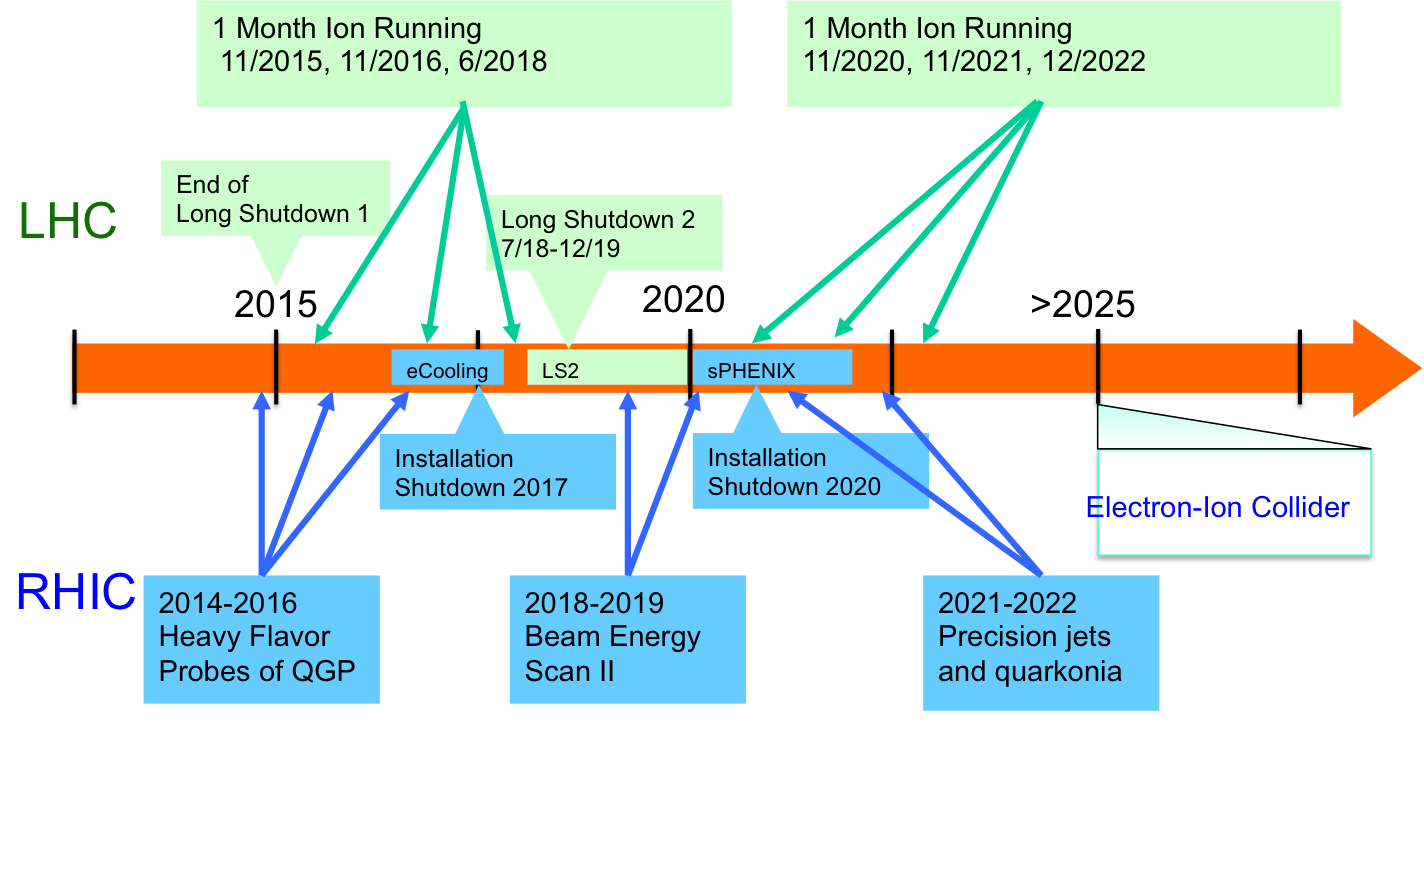 1 Month Ion Running
11/2015, 11/2016, 6/2018
1 Month Ion Running
11/2020, 11/2021, 12/2022
End of
Long Shutdown 1
LHC
Long Shutdown 2
7/18-12/19
2015
2020
>2025
eCooling
LS2
sPHENIX
Installation
Shutdown 2017
Installation
Shutdown 2020
Electron-Ion Collider
RHIC
2014-2016
Heavy Flavor
Probes of QGP
2018-2019
Beam Energy
Scan II
2021-2022
Precision jets
and quarkonia